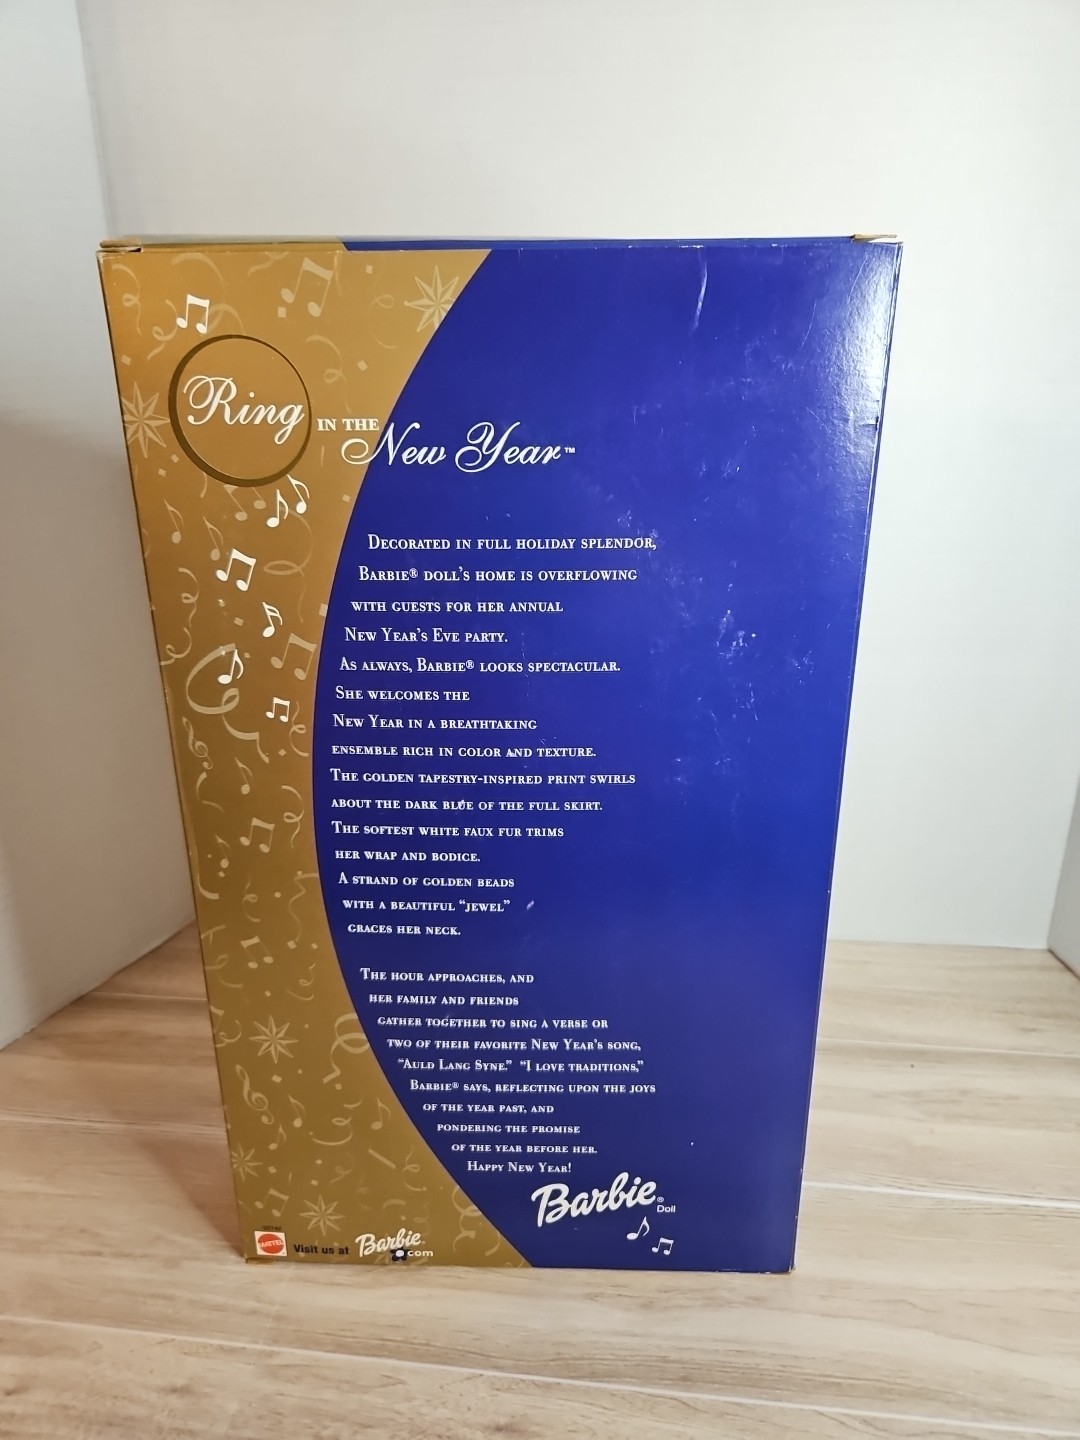 Ring IN THE
New Year™
DECORATED IN FULL HOLIDAY SPLENDOR,
BARBIE® DOLL'S HOME IS OVERFLOWING
WITH GUESTS FOR HER ANNUAL
NEW YEAR'S EVE PARTY.
AS ALWAYS, BARBIE® LOOKS SPECTACULAR.
SHE WELCOMES THE
NEW YEAR IN A BREATHTAKING
ENSEMBLE RICH IN COLOR AND TEXTURE.
THE GOLDEN TAPESTRY-INSPIRED PRINT SWIRLS
ABOUT THE DARK BLUE OF THE FULL SKIRT.
THE SOFTEST WHITE FAUX FUR TRIMS
HER WRAP AND BODICE.
A STRAND OF GOLDEN BEADS
WITH A BEAUTIFUL “JEWEL”
GRACES HER NECK.
THE HOUR APPROACHES, AND
HER FAMILY AND FRIENDS
GATHER TOGETHER TO SING A VERSE OR
TWO OF THEIR FAVORITE NEW YEAR'S SONG,
“AULD LANG SYNE.” “I LOVE TRADITIONS,”
BARBIE® SAYS, REFLECTING UPON THE JOYS
OF THE YEAR PAST, AND
PONDERING THE PROMISE
OF THE YEAR BEFORE HER.
HAPPY NEW YEAR!
Barbie® Doll
MATTEL Visit us at Barbie.com